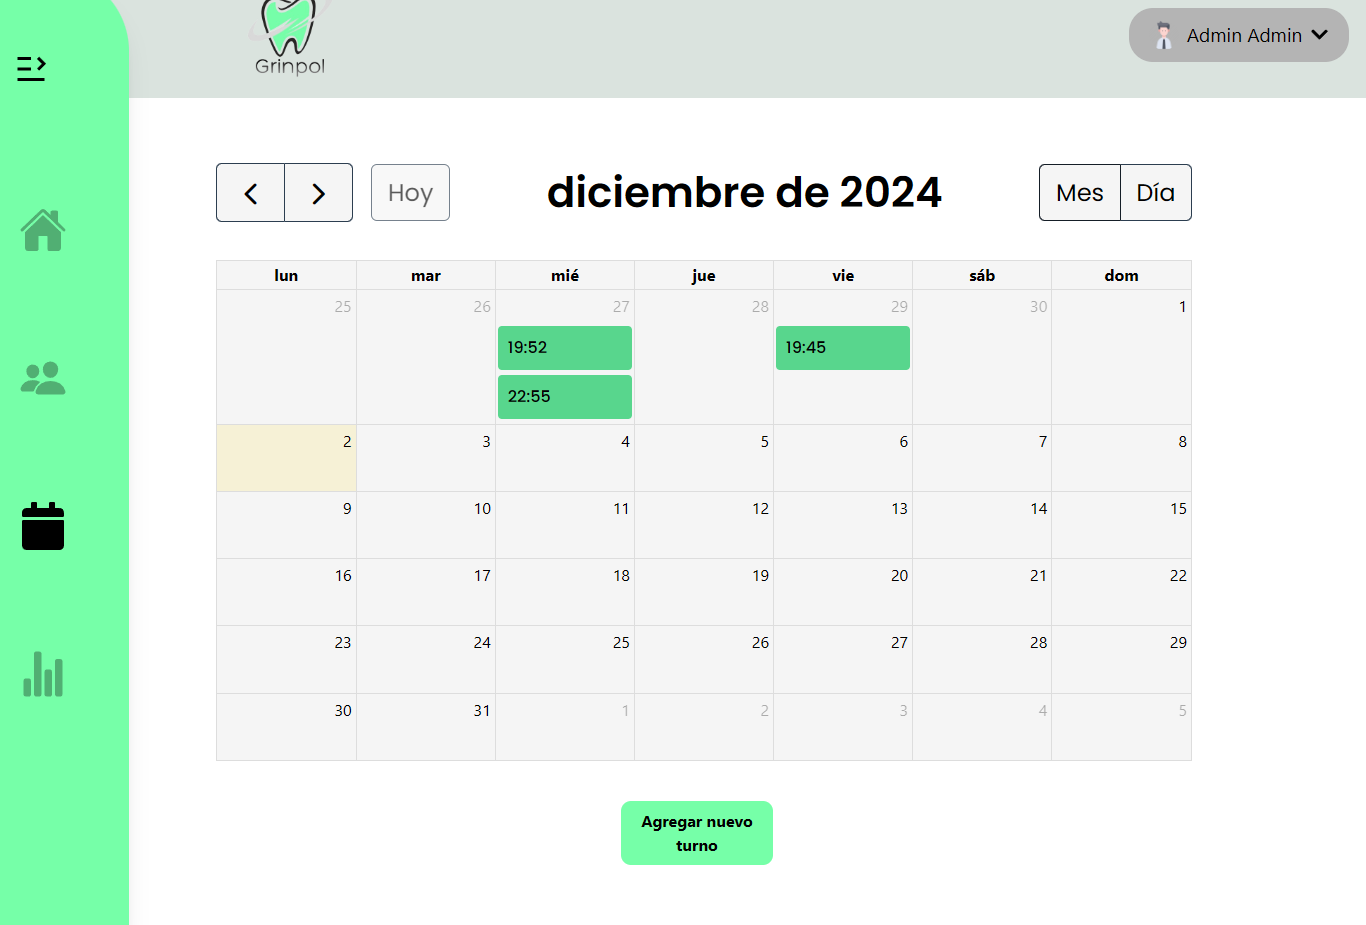 Grinpol
Admin Admin
Hoy
diciembre de 2024
Mes Día
lun mar mié jue vie sáb dom
25 26 27 28 29 30 1
19:52 19:45
22:55
2 3 4 5 6 7 8
9 10 11 12 13 14 15
16 17 18 19 20 21 22
23 24 25 26 27 28 29
30 31 1 2 3 4 5
Agregar nuevo
turno